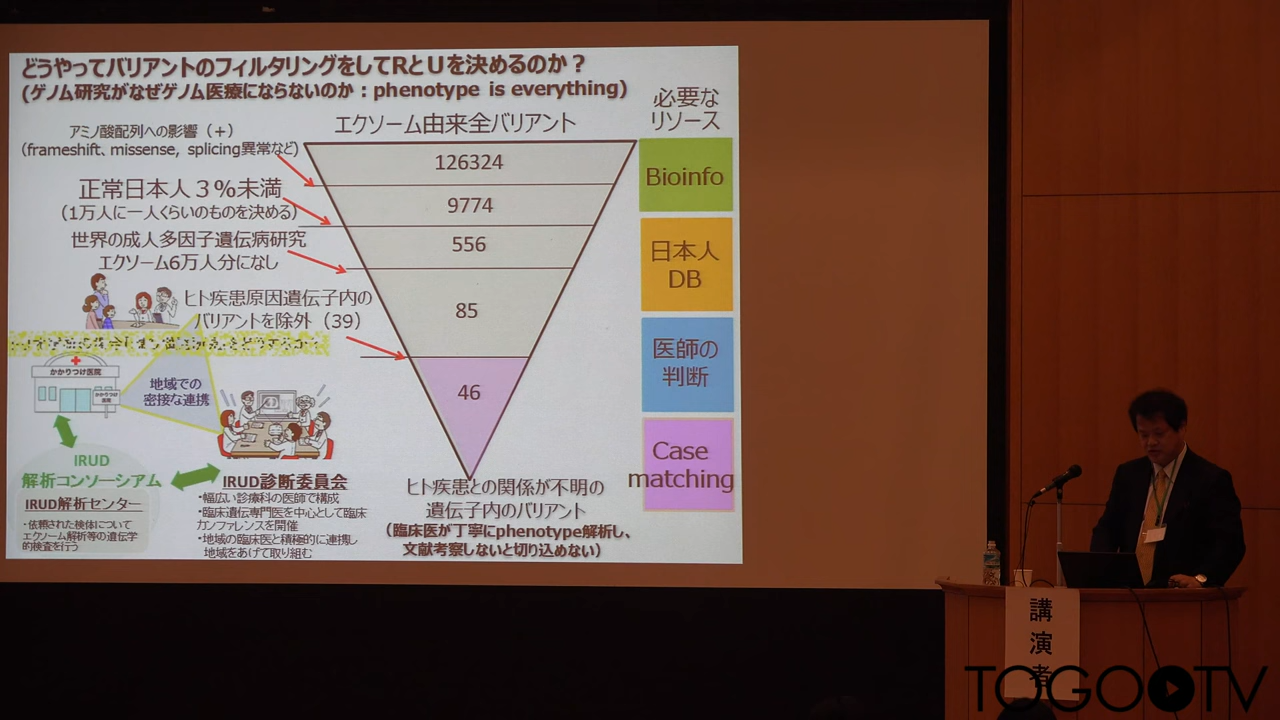 どうやってバリアントのフィルタリングをしてRとUを決めるのか？
(ゲノム研究がなぜゲノム医療にならないのか：phenotype is everything)
必要な
リソース
エクソーム由来全バリアント
アミノ酸配列への影響（+）
（frameshift、missense, splicing異常など）
126324
Bioinfo
正常日本人３%未満
（1万人に一人くらいのものを決める）
9774
世界の成人多因子遺伝病研究
エクソーム6万人分になし
556
日本人
DB
ヒト疾患原因遺伝子内の
バリアントを除外（39）
85
医師の
判断
46
Case
matching
かかりつけ医院
かかりつけ
医院
地域での
密接な連携
IRUD
解析コンソーシアム
IRUD解析センター
・依頼された検体について
エクソーム解析等の遺伝学
的検査を行う
IRUD診断委員会
・幅広い診療科の医師で構成
・臨床遺伝専門医を中心として臨床
カンファレンスを開催
・地域の臨床医と積極的に連携し
地域をあげて取り組む
ヒト疾患との関係が不明の
遺伝子内のバリアント
（臨床医が丁寧にphenotype解析し、
文献考察しないと切り込めない）
講演者
TOGOTV